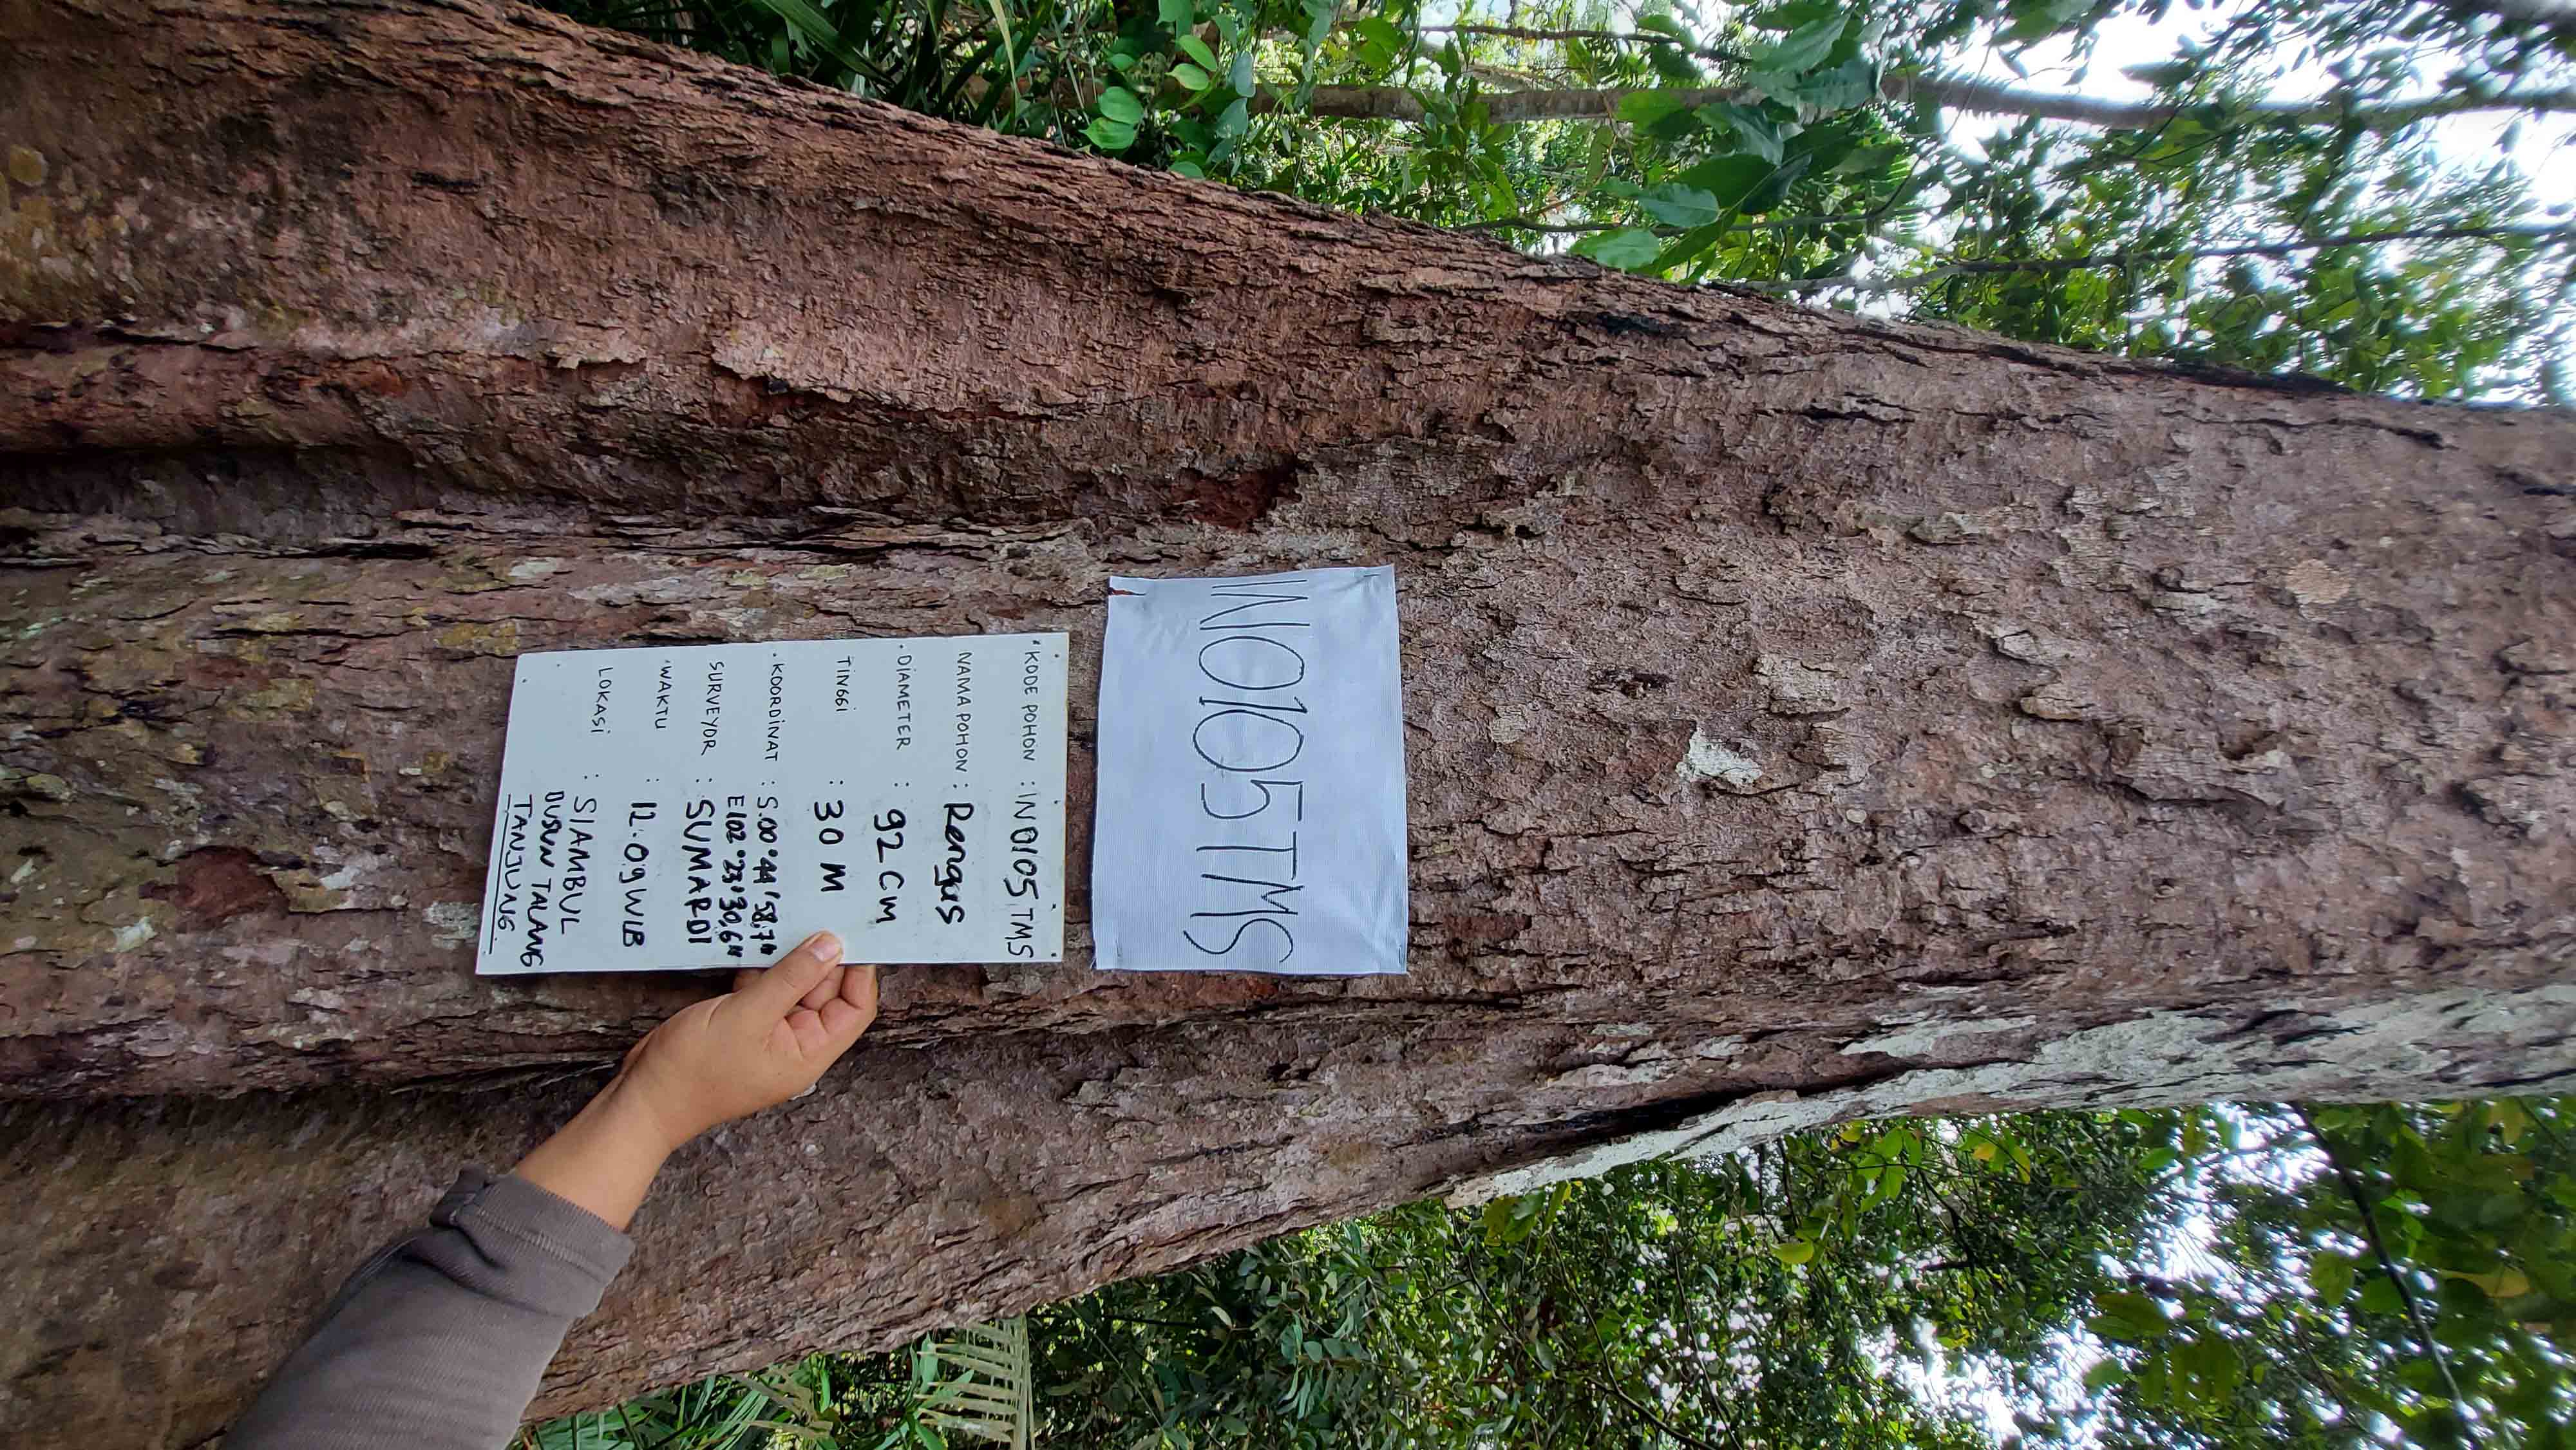 IN0105TMS
KODE POHON : IN0105 TMS
NAMA POHON : Rengas
DIAMETER : 92 CM
TINGGI : 30 M
KOORDINAT : S.00°44'58,7"
E102°23'30,6"
SURVEYOR : SUMARDI
WAKTU : 12.09 WIB
LOKASI : SIAMBUL
DUSUN TALANG
TANJUNG.